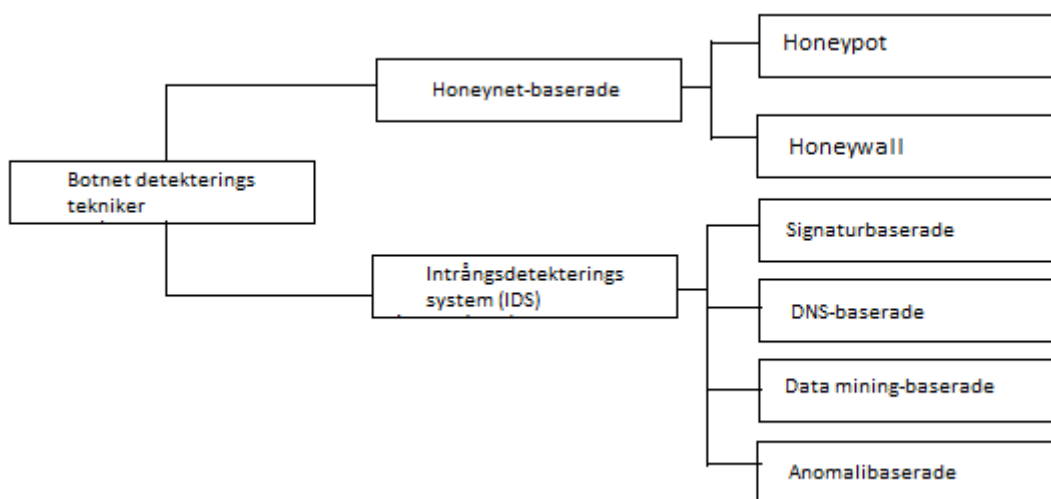 Honeypot
Honeynet-baserade
Honeywall
Botnet detekterings
tekniker
Signaturbaserade
Intrångsdetekterings
system (IDS)
DNS-baserade
Data mining-baserade
Anomalibaserade